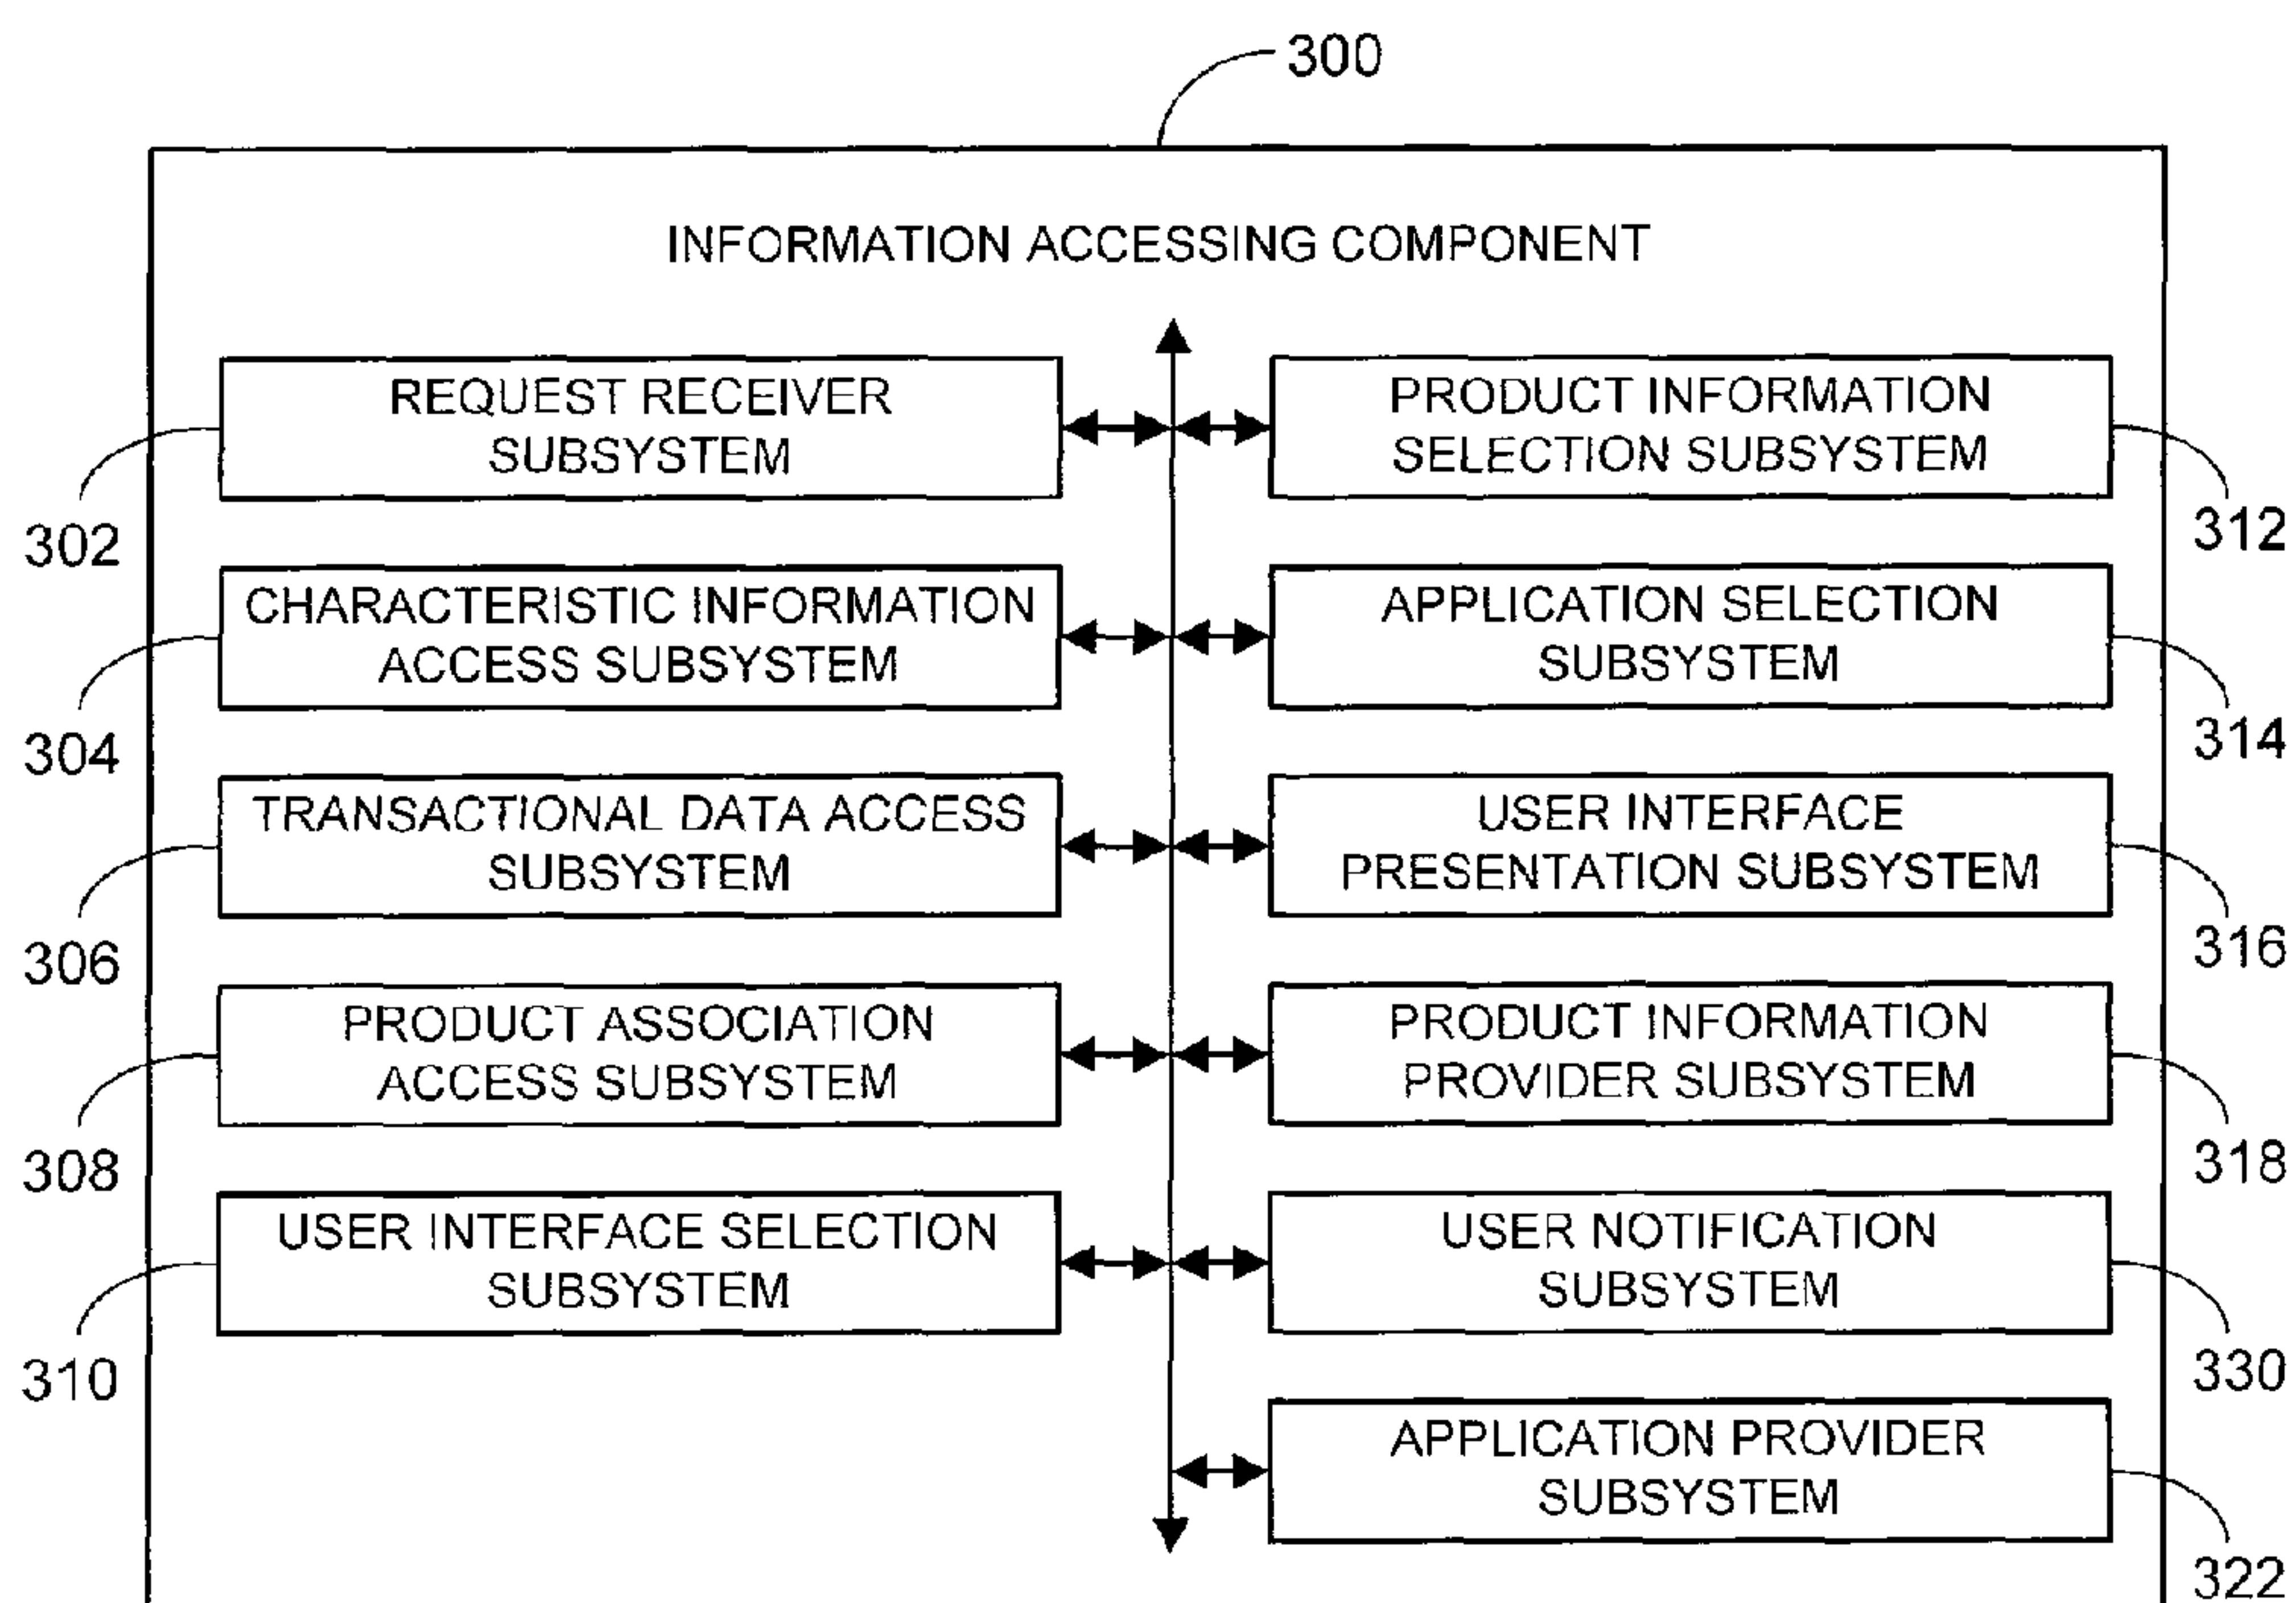 300
INFORMATION ACCESSING COMPONENT
REQUEST RECEIVER
SUBSYSTEM
302
CHARACTERISTIC INFORMATION
ACCESS SUBSYSTEM
304
TRANSACTIONAL DATA ACCESS
SUBSYSTEM
306
PRODUCT ASSOCIATION
ACCESS SUBSYSTEM
308
USER INTERFACE SELECTION
SUBSYSTEM
310
PRODUCT INFORMATION
SELECTION SUBSYSTEM
312
APPLICATION SELECTION
SUBSYSTEM
314
USER INTERFACE
PRESENTATION SUBSYSTEM
316
PRODUCT INFORMATION
PROVIDER SUBSYSTEM
318
USER NOTIFICATION
SUBSYSTEM
330
APPLICATION PROVIDER
SUBSYSTEM
322